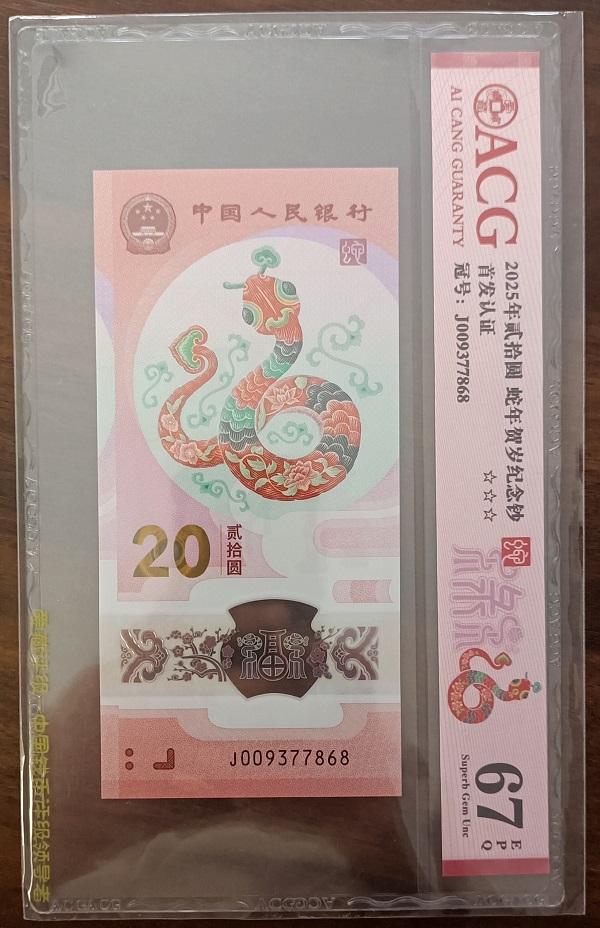 中国人民银行
蛇
20
贰拾圆
福
J009377868
ACG
AI CANG GUARANTY
2025年贰拾圆 蛇年贺岁纪念钞
首发认证 ☆☆☆
冠号：J009377868
67
EPQ
Superb Gem Unc
ACGACG